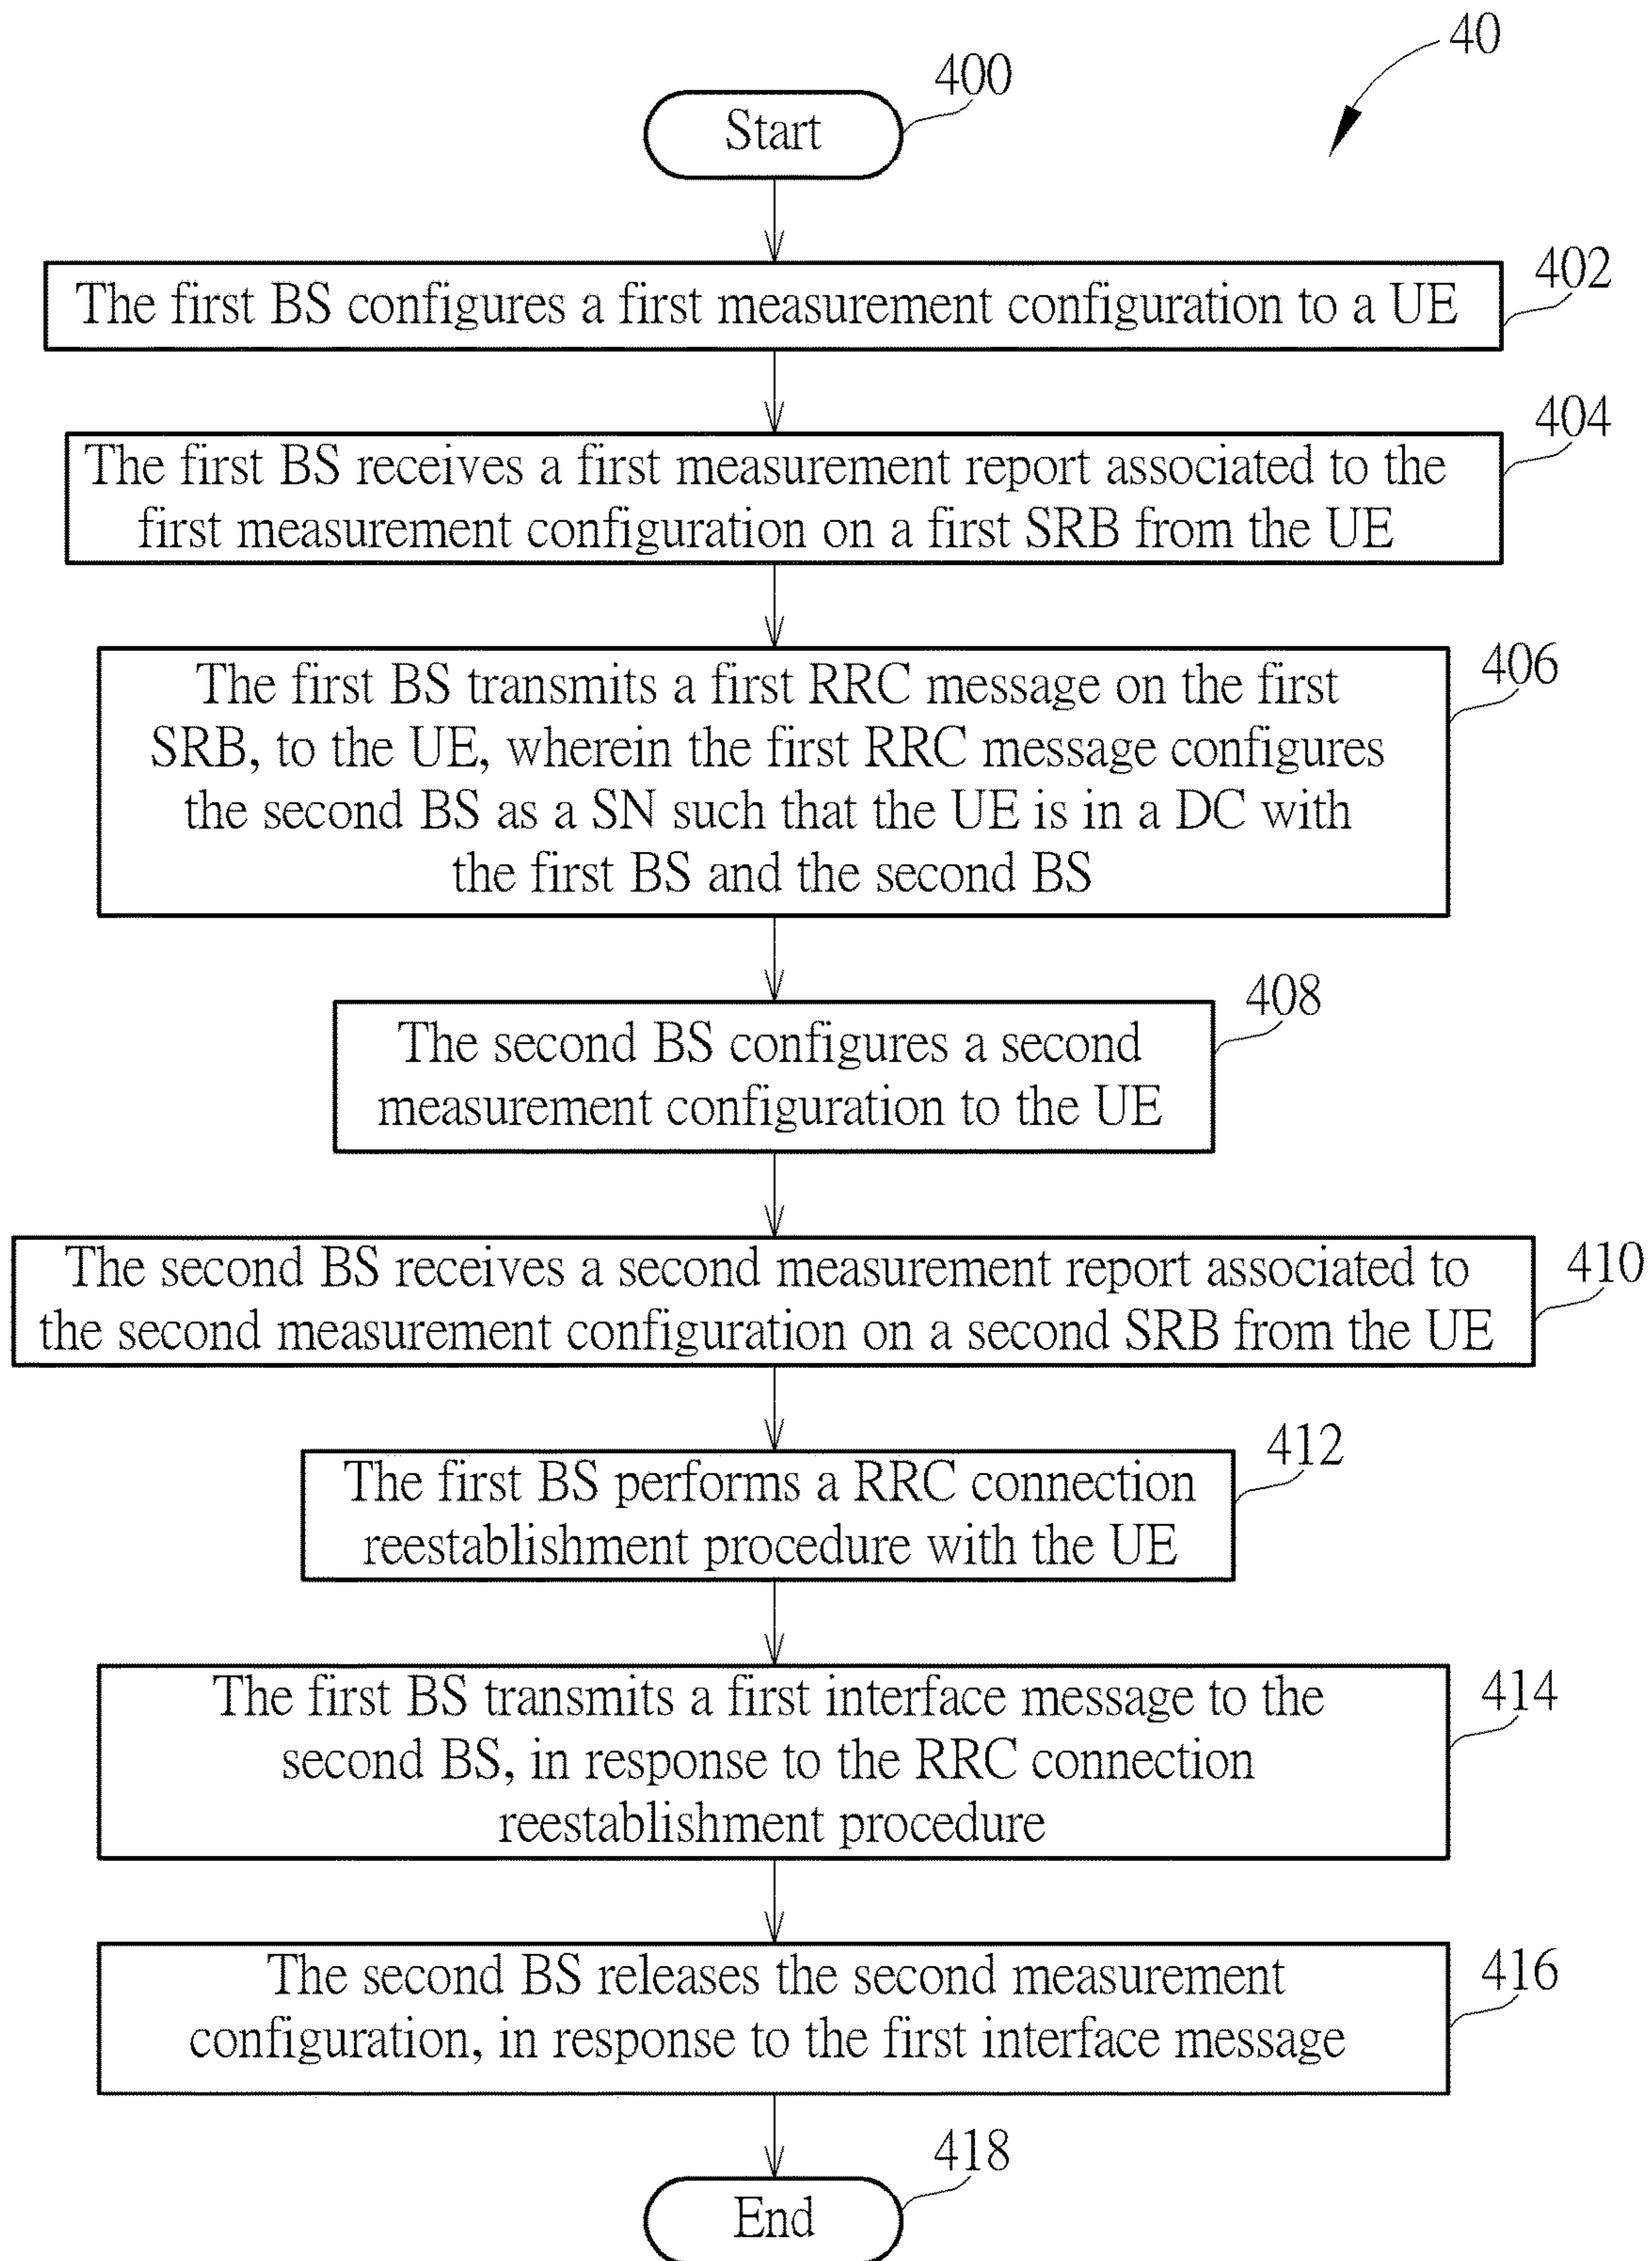 40
400
Start
402
The first BS configures a first measurement configuration to a UE
404
The first BS receives a first measurement report associated to the
first measurement configuration on a first SRB from the UE
406
The first BS transmits a first RRC message on the first
SRB, to the UE, wherein the first RRC message configures
the second BS as a SN such that the UE is in a DC with
the first BS and the second BS
408
The second BS configures a second
measurement configuration to the UE
410
The second BS receives a second measurement report associated to
the second measurement configuration on a second SRB from the UE
412
The first BS performs a RRC connection
reestablishment procedure with the UE
414
The first BS transmits a first interface message to the
second BS, in response to the RRC connection
reestablishment procedure
416
The second BS releases the second measurement
configuration, in response to the first interface message
418
End